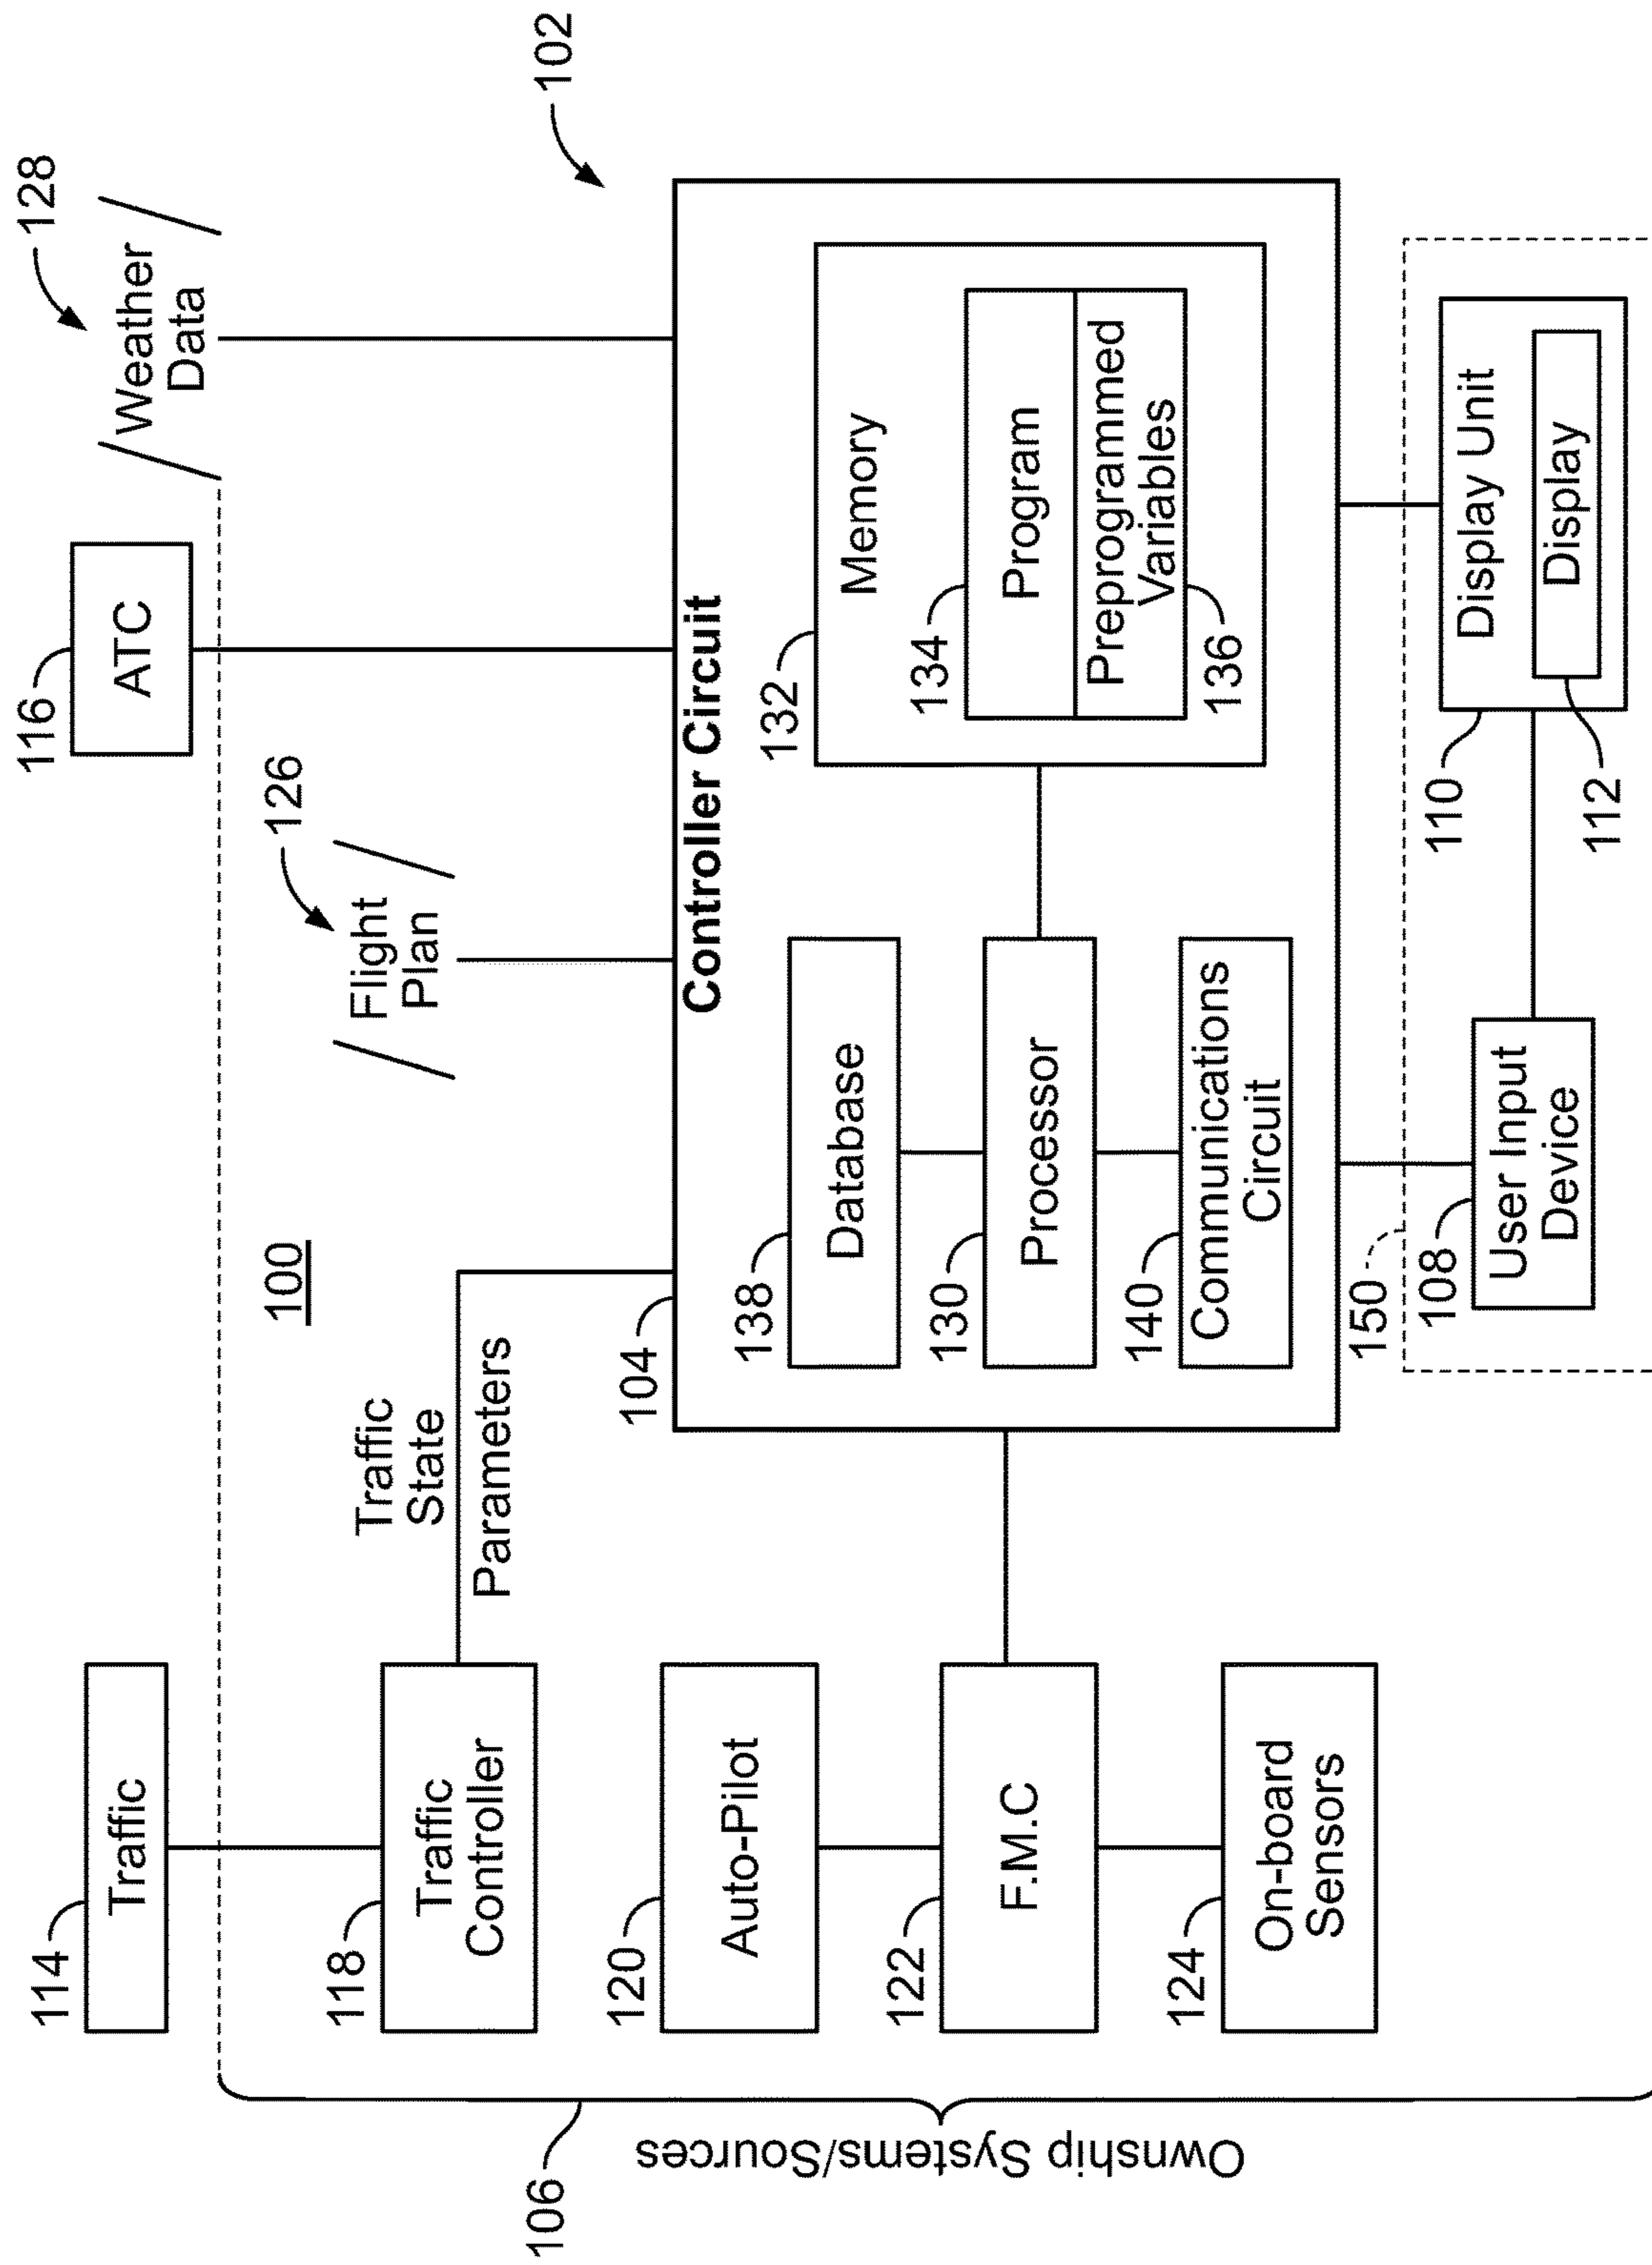 114
Traffic
116
ATC
128
Weather
Data
118
Traffic
Controller
Traffic
State
Parameters
100
126
Flight
Plan
102
106
Ownship Systems/Sources
120
Auto-Pilot
122
F.M.C
124
On-board
Sensors
104
Controller Circuit
138
Database
130
Processor
140
Communications
Circuit
132
Memory
134
Program
Preprogrammed
Variables
136
150
108
User Input
Device
110
Display Unit
112
Display